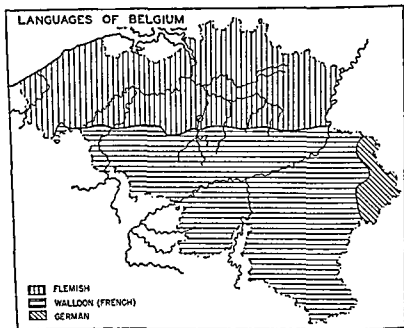 LANGUAGES OF BELGIUM
FLEMISH
WALLOON (FRENCH)
GERMAN